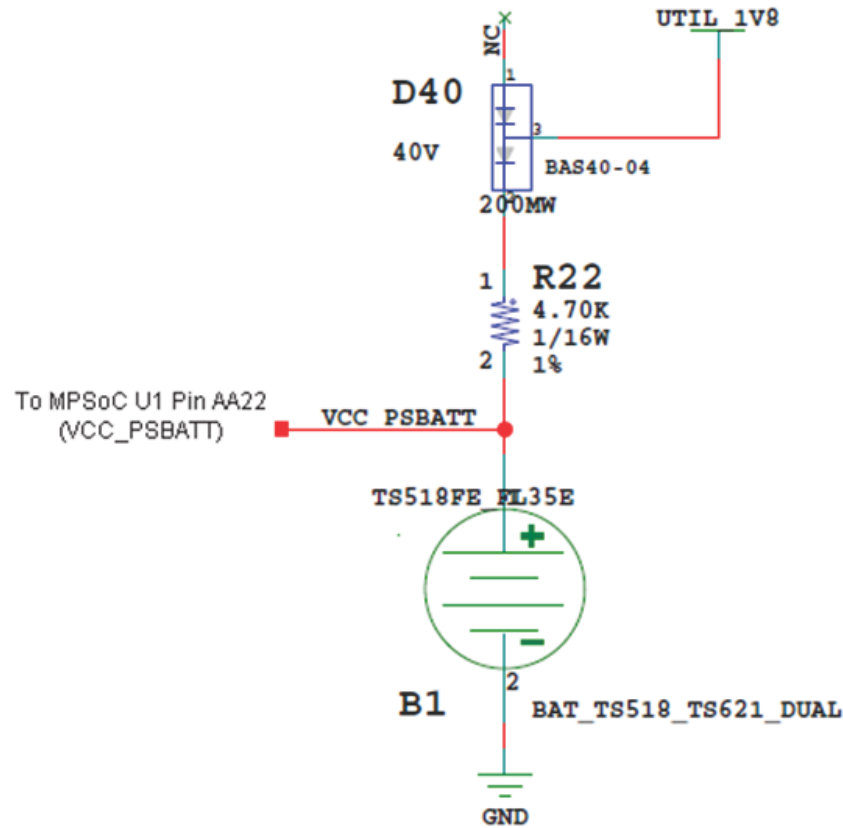 UTIL_1V8
NC
1
D40
3
40V
BAS40-04
2
200MW
1
R22
4.70K
1/16W
2
1%
To MPSoC U1 Pin AA22
(VCC_PSBATT)
VCC_PSBATT
TS518FE_FL35E
+
-
2
B1
BAT_TS518_TS621_DUAL
GND